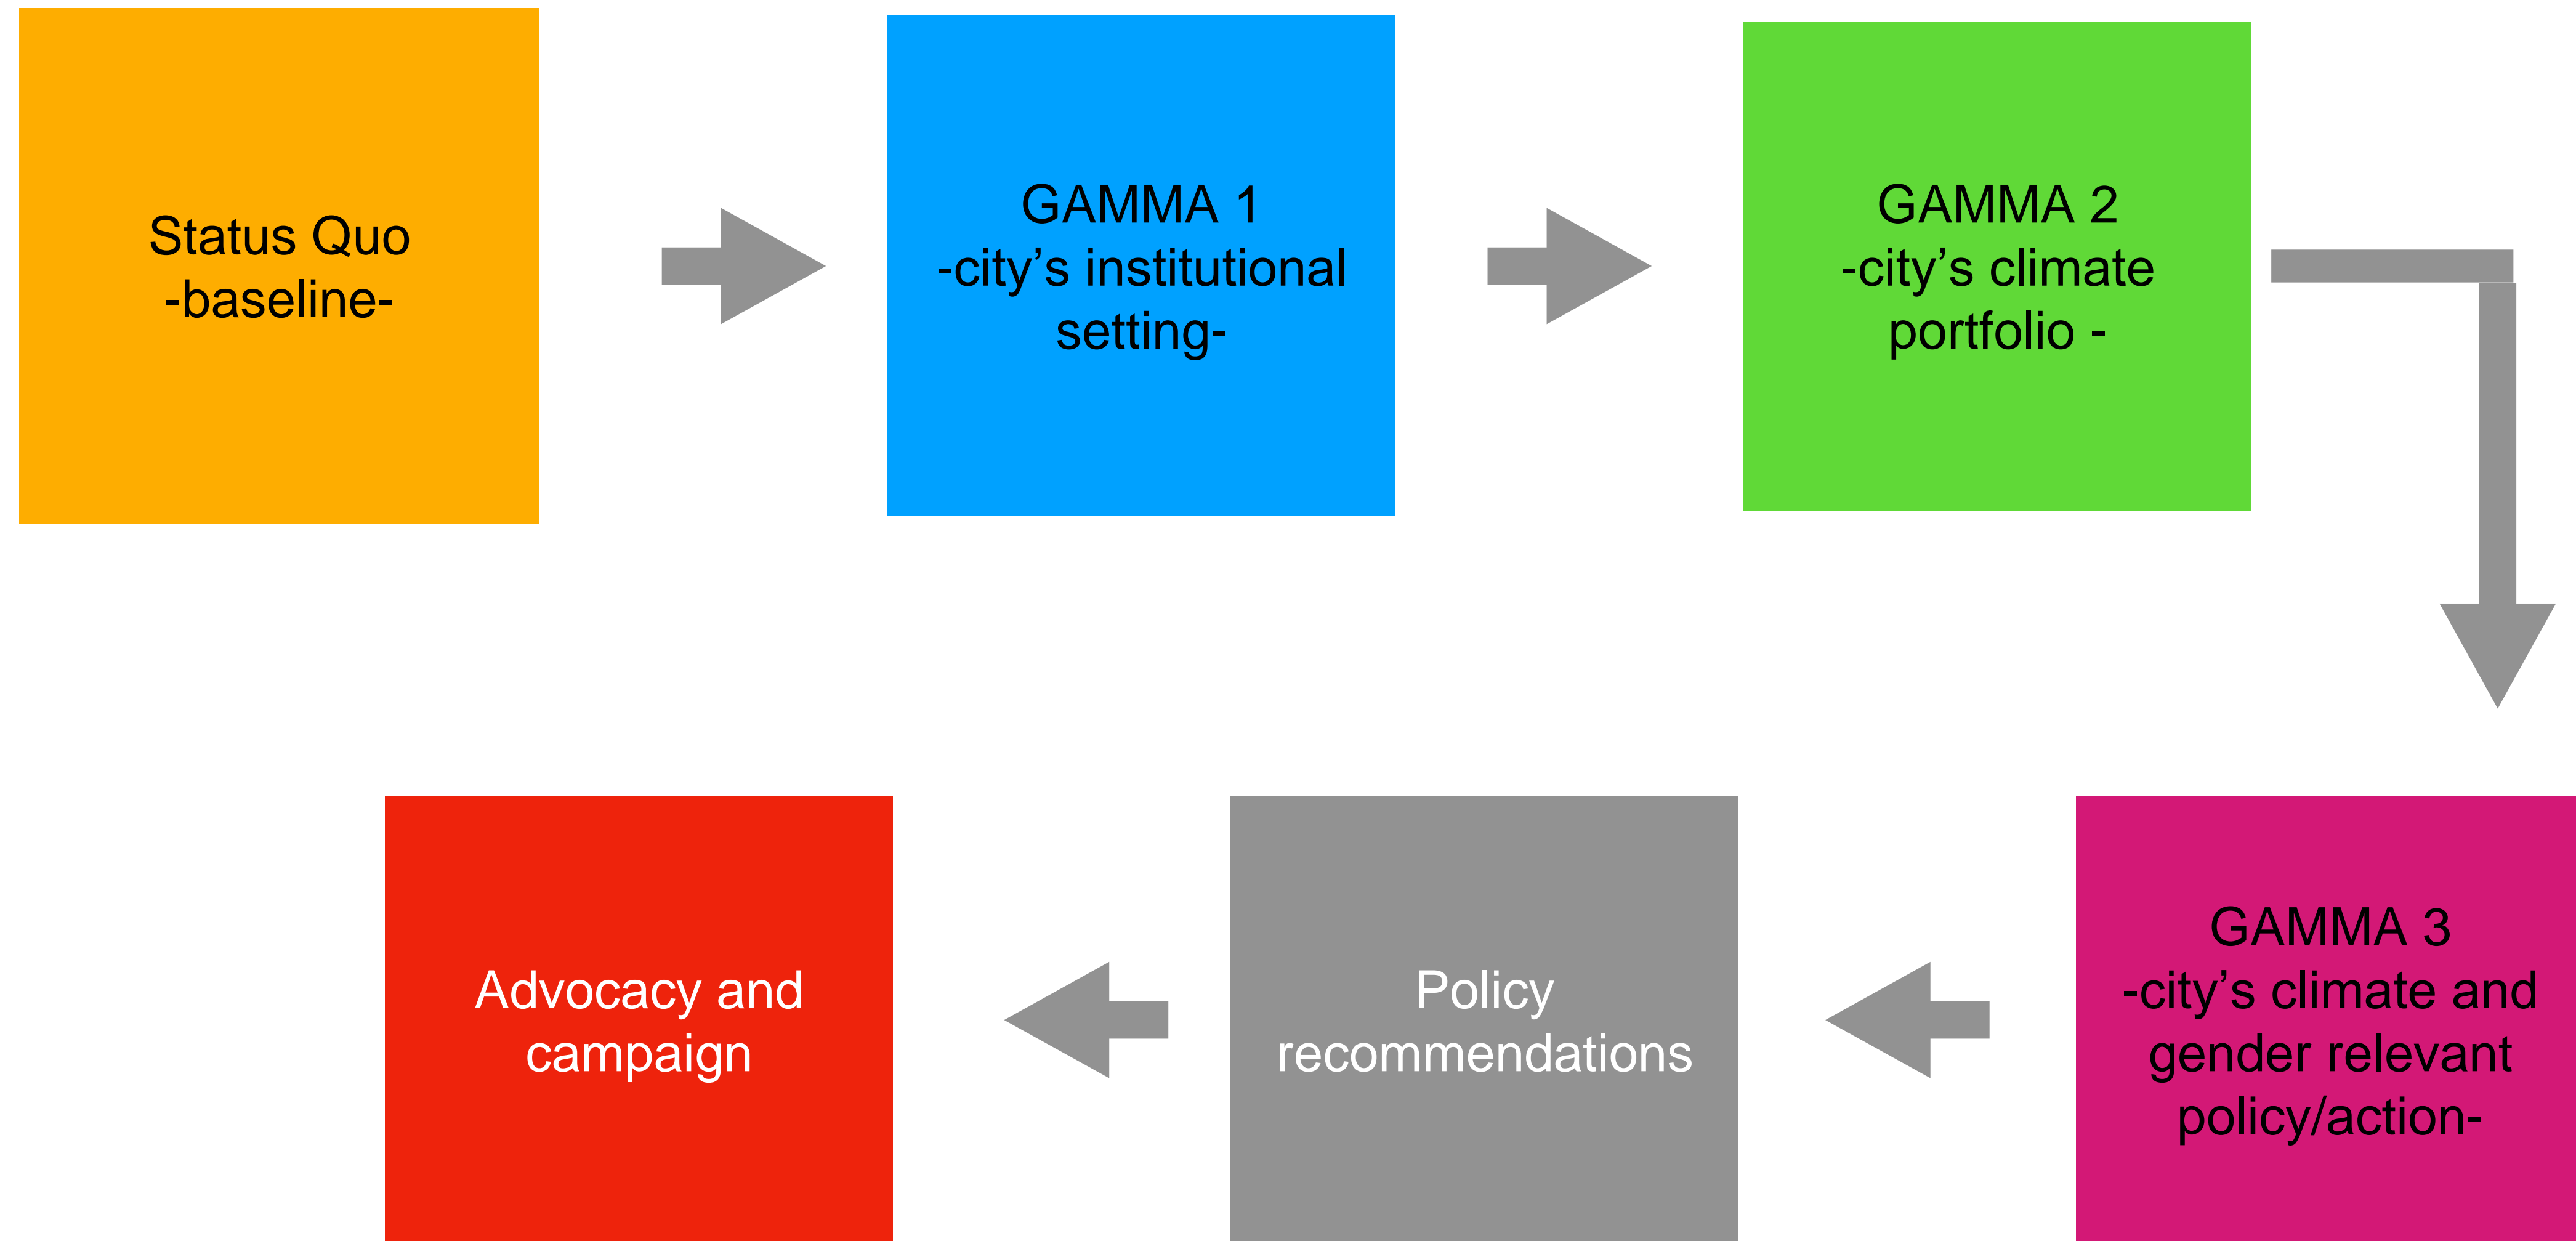 Status Quo
-baseline-
GAMMA 1
-city’s institutional
setting-
GAMMA 2
-city’s climate
portfolio -
GAMMA 3
-city’s climate and
gender relevant
policy/action-
Policy
recommendations
Advocacy and
campaign